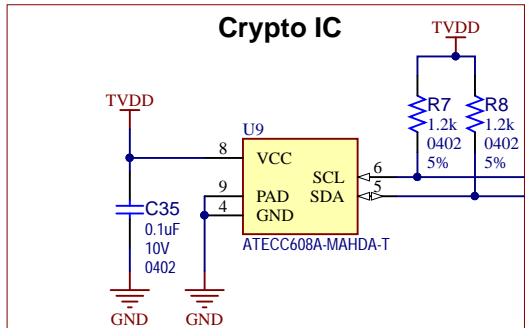 Crypto IC
TVDD
TVDD
R7
1.2k
0402
5%
R8
1.2k
0402
5%
U9
8
VCC
SCL
6
9
PAD
SDA
5
4
GND
ATECC608A-MAHDA-T
C35
0.1uF
10V
0402
GND
GND